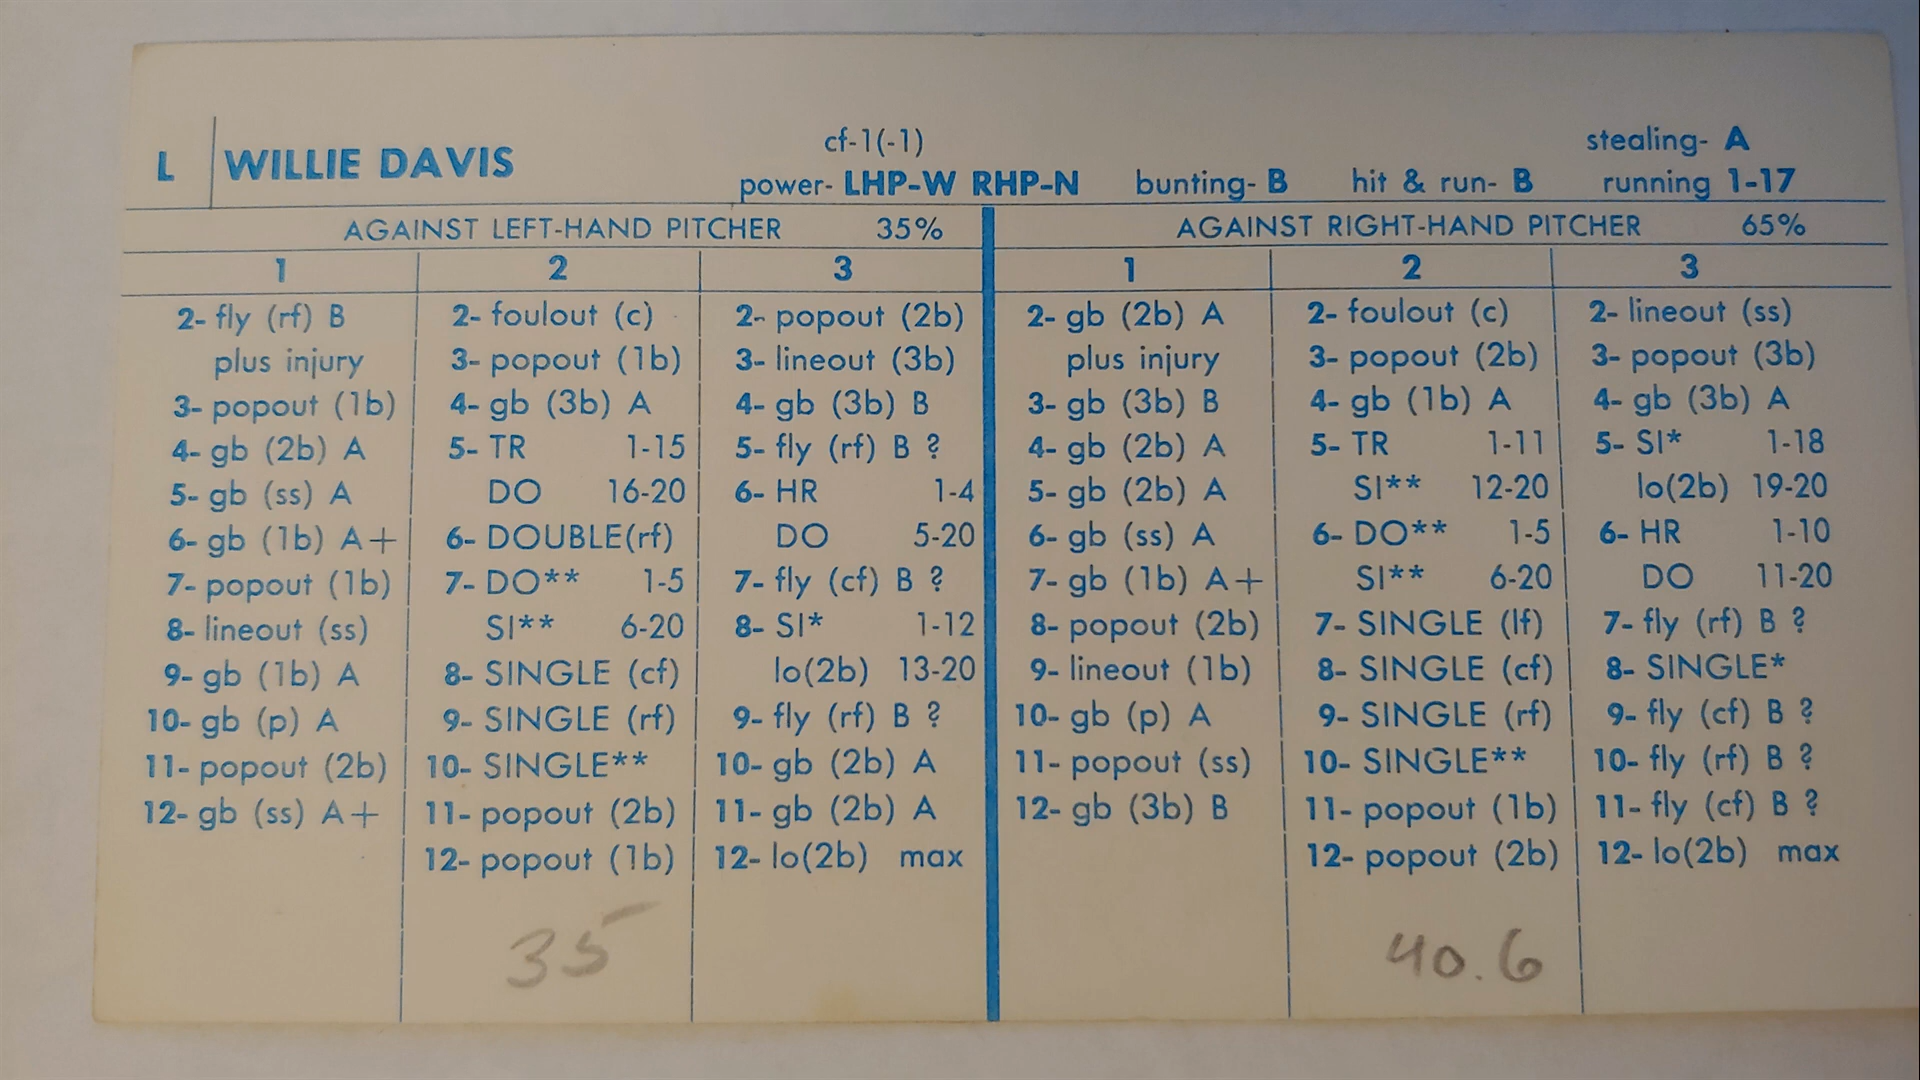 L WILLIE DAVIS
cf-1(-1)
power- LHP-W RHP-N bunting- B hit & run- B
stealing- A
running 1-17
AGAINST LEFT-HAND PITCHER 35%
1 2 3
2- fly (rf) B
plus injury
3- popout (1b)
4- gb (2b) A
5- gb (ss) A
6- gb (1b) A+
7- popout (1b)
8- lineout (ss)
9- gb (1b) A
10- gb (p) A
11- popout (2b)
12- gb (ss) A+
2- foulout (c)
3- popout (1b)
4- gb (3b) A
5- TR 1-15
DO 16-20
6- DOUBLE(rf)
7- DO** 1-5
SI** 6-20
8- SINGLE (cf)
9- SINGLE (rf)
10- SINGLE**
11- popout (2b)
12- popout (1b)
35
2- popout (2b)
3- lineout (3b)
4- gb (3b) B
5- fly (rf) B ?
6- HR 1-4
DO 5-20
7- fly (cf) B ?
8- SI* 1-12
lo(2b) 13-20
9- fly (rf) B ?
10- gb (2b) A
11- gb (2b) A
12- lo(2b) max
AGAINST RIGHT-HAND PITCHER 65%
1 2 3
2- gb (2b) A
plus injury
3- gb (3b) B
4- gb (2b) A
5- gb (2b) A
6- gb (ss) A
7- gb (1b) A+
8- popout (2b)
9- lineout (1b)
10- gb (p) A
11- popout (ss)
12- gb (3b) B
2- foulout (c)
3- popout (2b)
4- gb (1b) A
5- TR 1-11
SI** 12-20
6- DO** 1-5
SI** 6-20
7- SINGLE (lf)
8- SINGLE (cf)
9- SINGLE (rf)
10- SINGLE**
11- popout (1b)
12- popout (2b)
40.6
2- lineout (ss)
3- popout (3b)
4- gb (3b) A
5- SI* 1-18
lo(2b) 19-20
6- HR 1-10
DO 11-20
7- fly (rf) B ?
8- SINGLE*
9- fly (cf) B ?
10- fly (rf) B ?
11- fly (cf) B ?
12- lo(2b) max